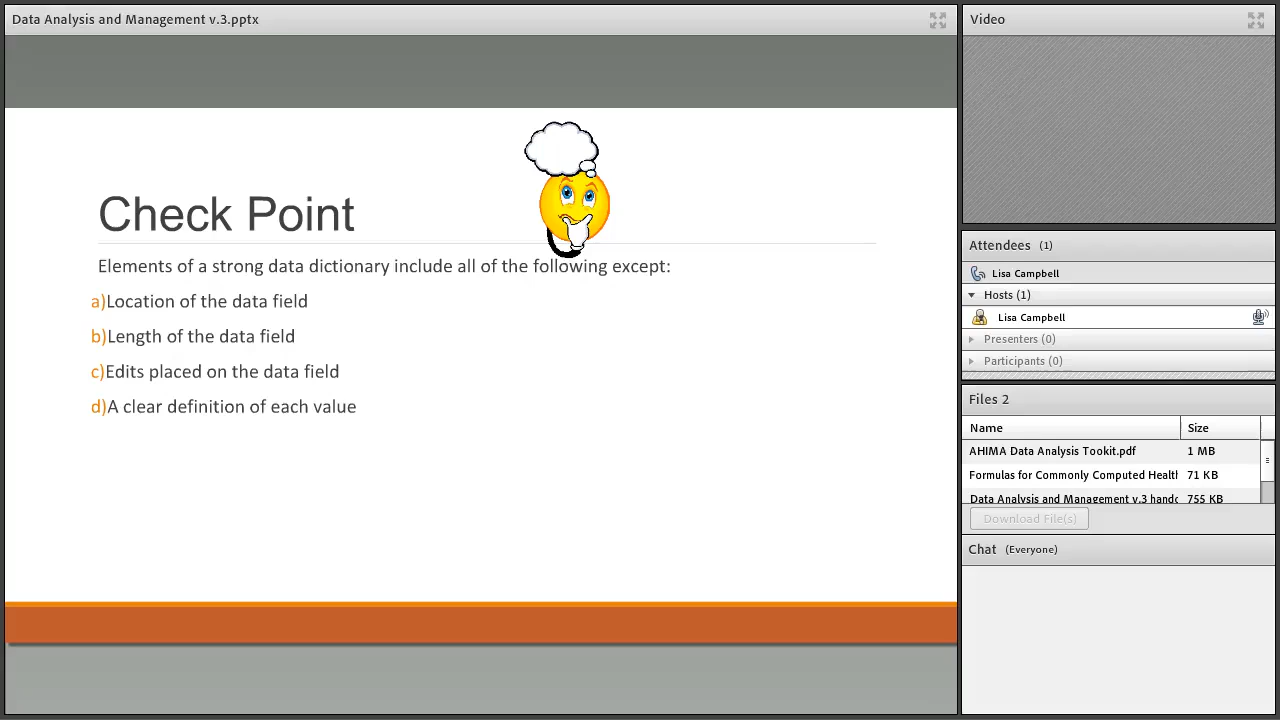 Data Analysis and Management v.3.pptx
Check Point
Elements of a strong data dictionary include all of the following except:
a)Location of the data field
b)Length of the data field
c)Edits placed on the data field
d)A clear definition of each value
Video
Attendees (1)
Lisa Campbell
Hosts (1)
Lisa Campbell
Presenters (0)
Participants (0)
Files 2
Name Size
AHIMA Data Analysis Tookit.pdf 1 MB
Formulas for Commonly Computed Healtl 71 KB
Data Analysis and Management v.3 handc 755 KB
Download File(s)
Chat (Everyone)